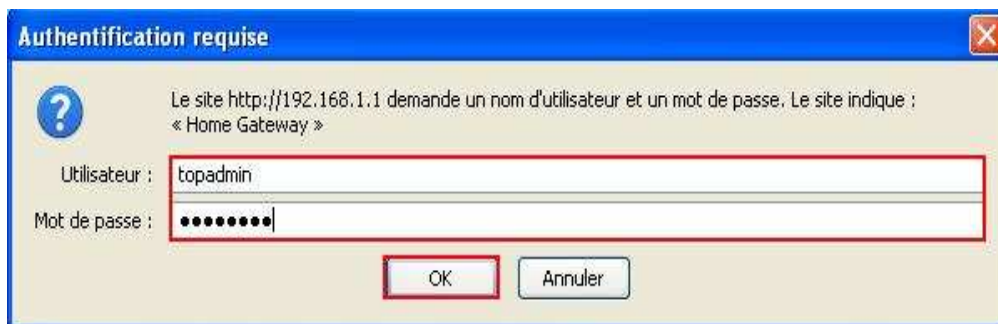 Authentification requise
Le site http://192.168.1.1 demande un nom d'utilisateur et un mot de passe. Le site indique :
« Home Gateway »
Utilisateur : topadmin
Mot de passe : ●●●●●●●●
OK Annuler